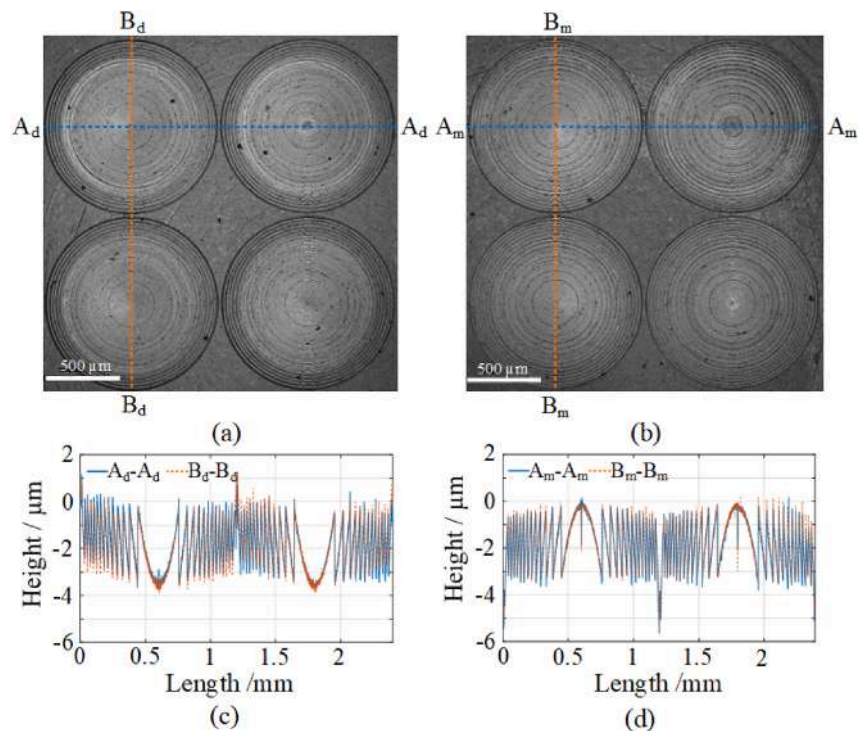 B_d
B_m
A_d
A_d
A_m
A_m
500 μm
500 μm
B_d
B_m
(a)
(b)
2
0
-2
-4
-6
Height / μm
A_d-A_d
B_d-B_d
0
0.5
1
1.5
2
Length /mm
(c)
2
0
-2
-4
-6
Height / μm
A_m-A_m
B_m-B_m
0
0.5
1
1.5
2
Length /mm
(d)